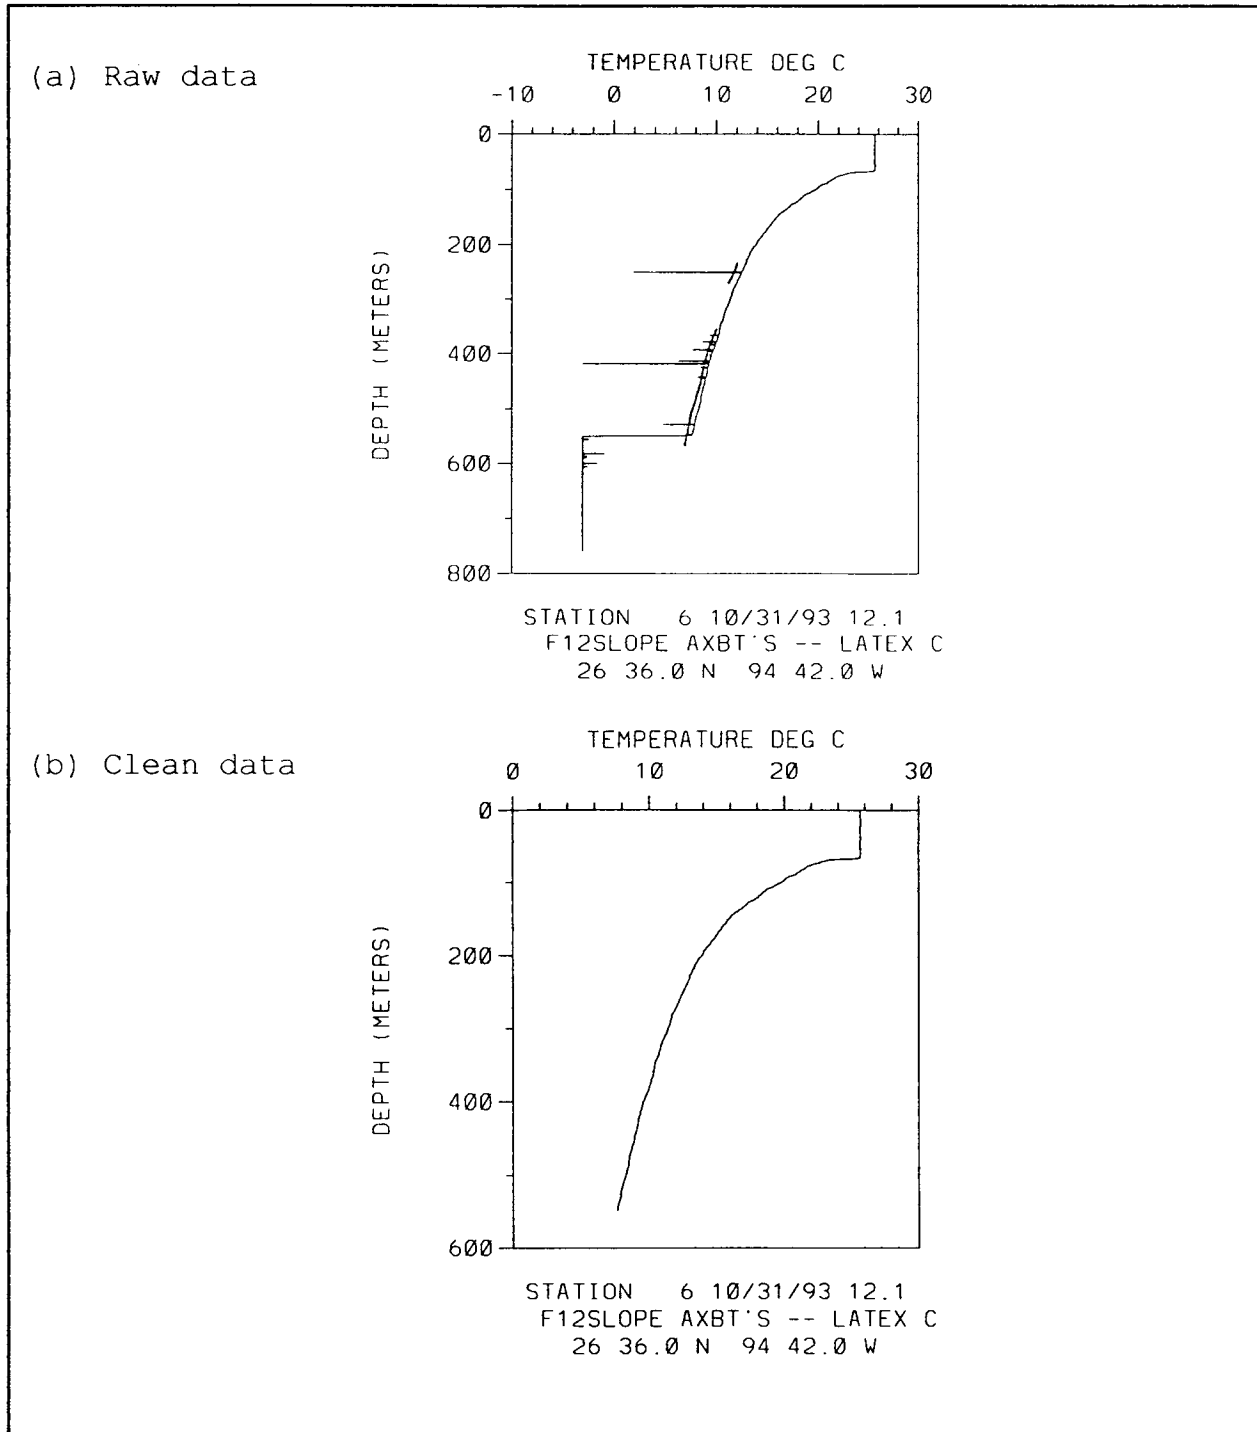 (a) Raw data
TEMPERATURE DEG C
-10 0 10 20 30
0
200
400
600
800
DEPTH (METERS)
STATION 6 10/31/93 12.1
F12SLOPE AXBT'S -- LATEX C
26 36.0 N 94 42.0 W
(b) Clean data
TEMPERATURE DEG C
0 10 20 30
0
200
400
600
DEPTH (METERS)
STATION 6 10/31/93 12.1
F12SLOPE AXBT'S -- LATEX C
26 36.0 N 94 42.0 W